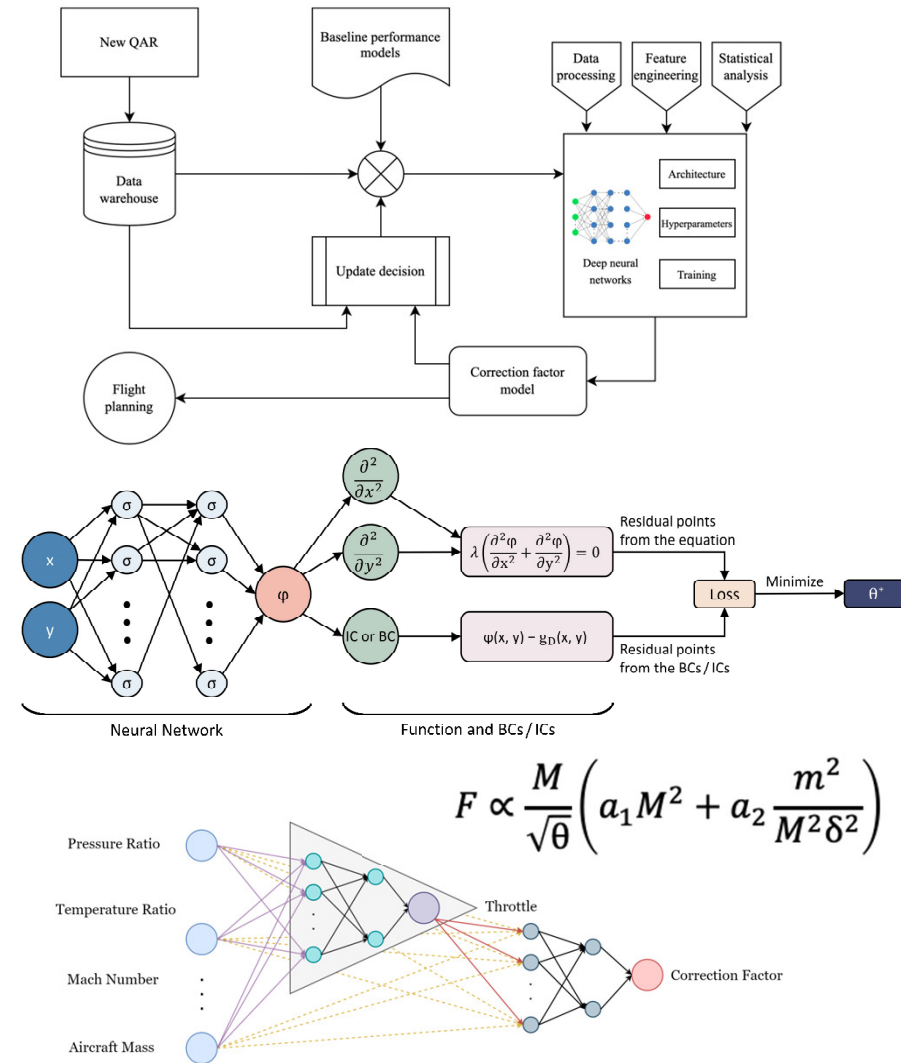 New QAR
Baseline performance
models
Data
processing
Feature
engineering
Statistical
analysis
Data
warehouse
Architecture
Hyperparameters
Training
Deep neural
networks
Update decision
Correction factor
model
Flight
planning
x
y
σ
σ
σ
σ
σ
σ
φ
∂²/∂x²
∂²/∂y²
IC or BC
λ(∂²φ/∂x² + ∂²φ/∂y²) = 0
φ(x, y) − g_D(x, y)
Residual points
from the equation
Residual points
from the BCs/ICs
Loss
Minimize
θ*
Neural Network
Function and BCs/ICs
F ∝ M/√θ (a₁M² + a₂ m²/M²δ²)
Pressure Ratio
Temperature Ratio
Mach Number
Aircraft Mass
Throttle
Correction Factor